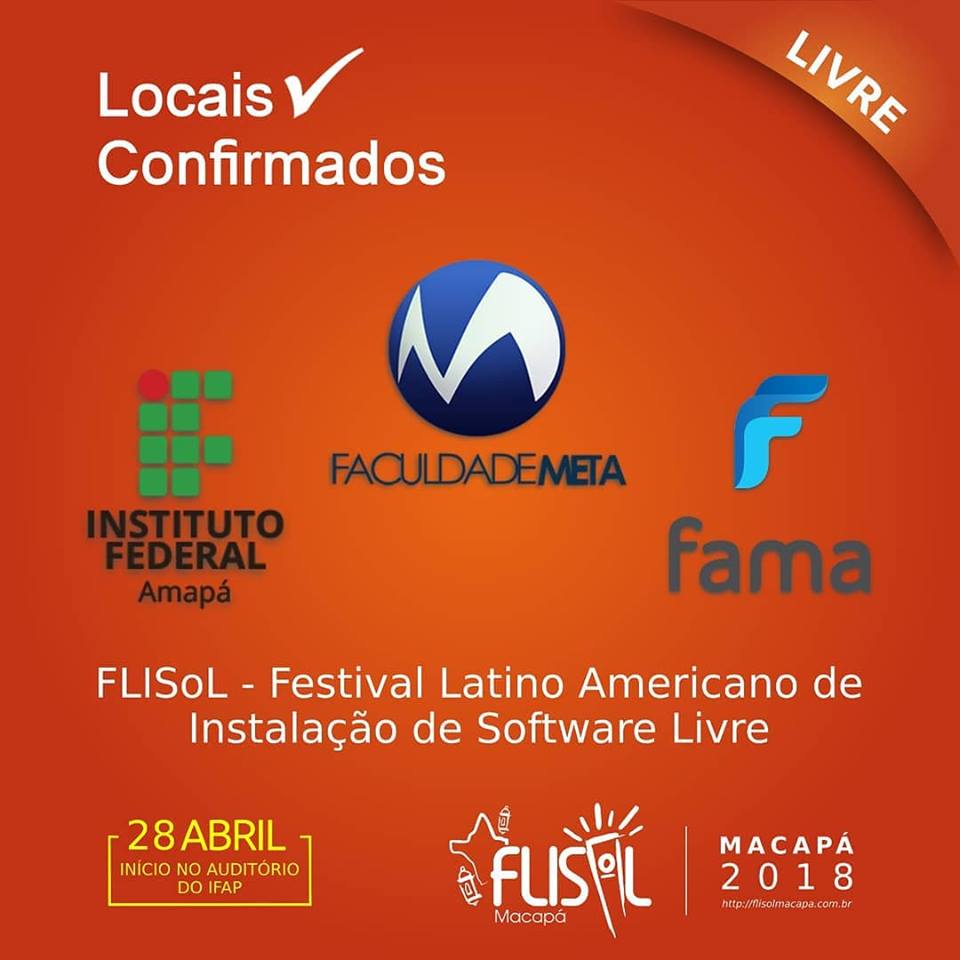 LIVRE
Locais
Confirmados
FACULDADEMETA
INSTITUTO
FEDERAL
Amapá
fama
FLISoL - Festival Latino Americano de
Instalação de Software Livre
28 ABRIL
INÍCIO NO AUDITÓRIO
DO IFAP
FLISOL
Macapá
MACAPÁ
2018
http://flisolmacapa.com.br